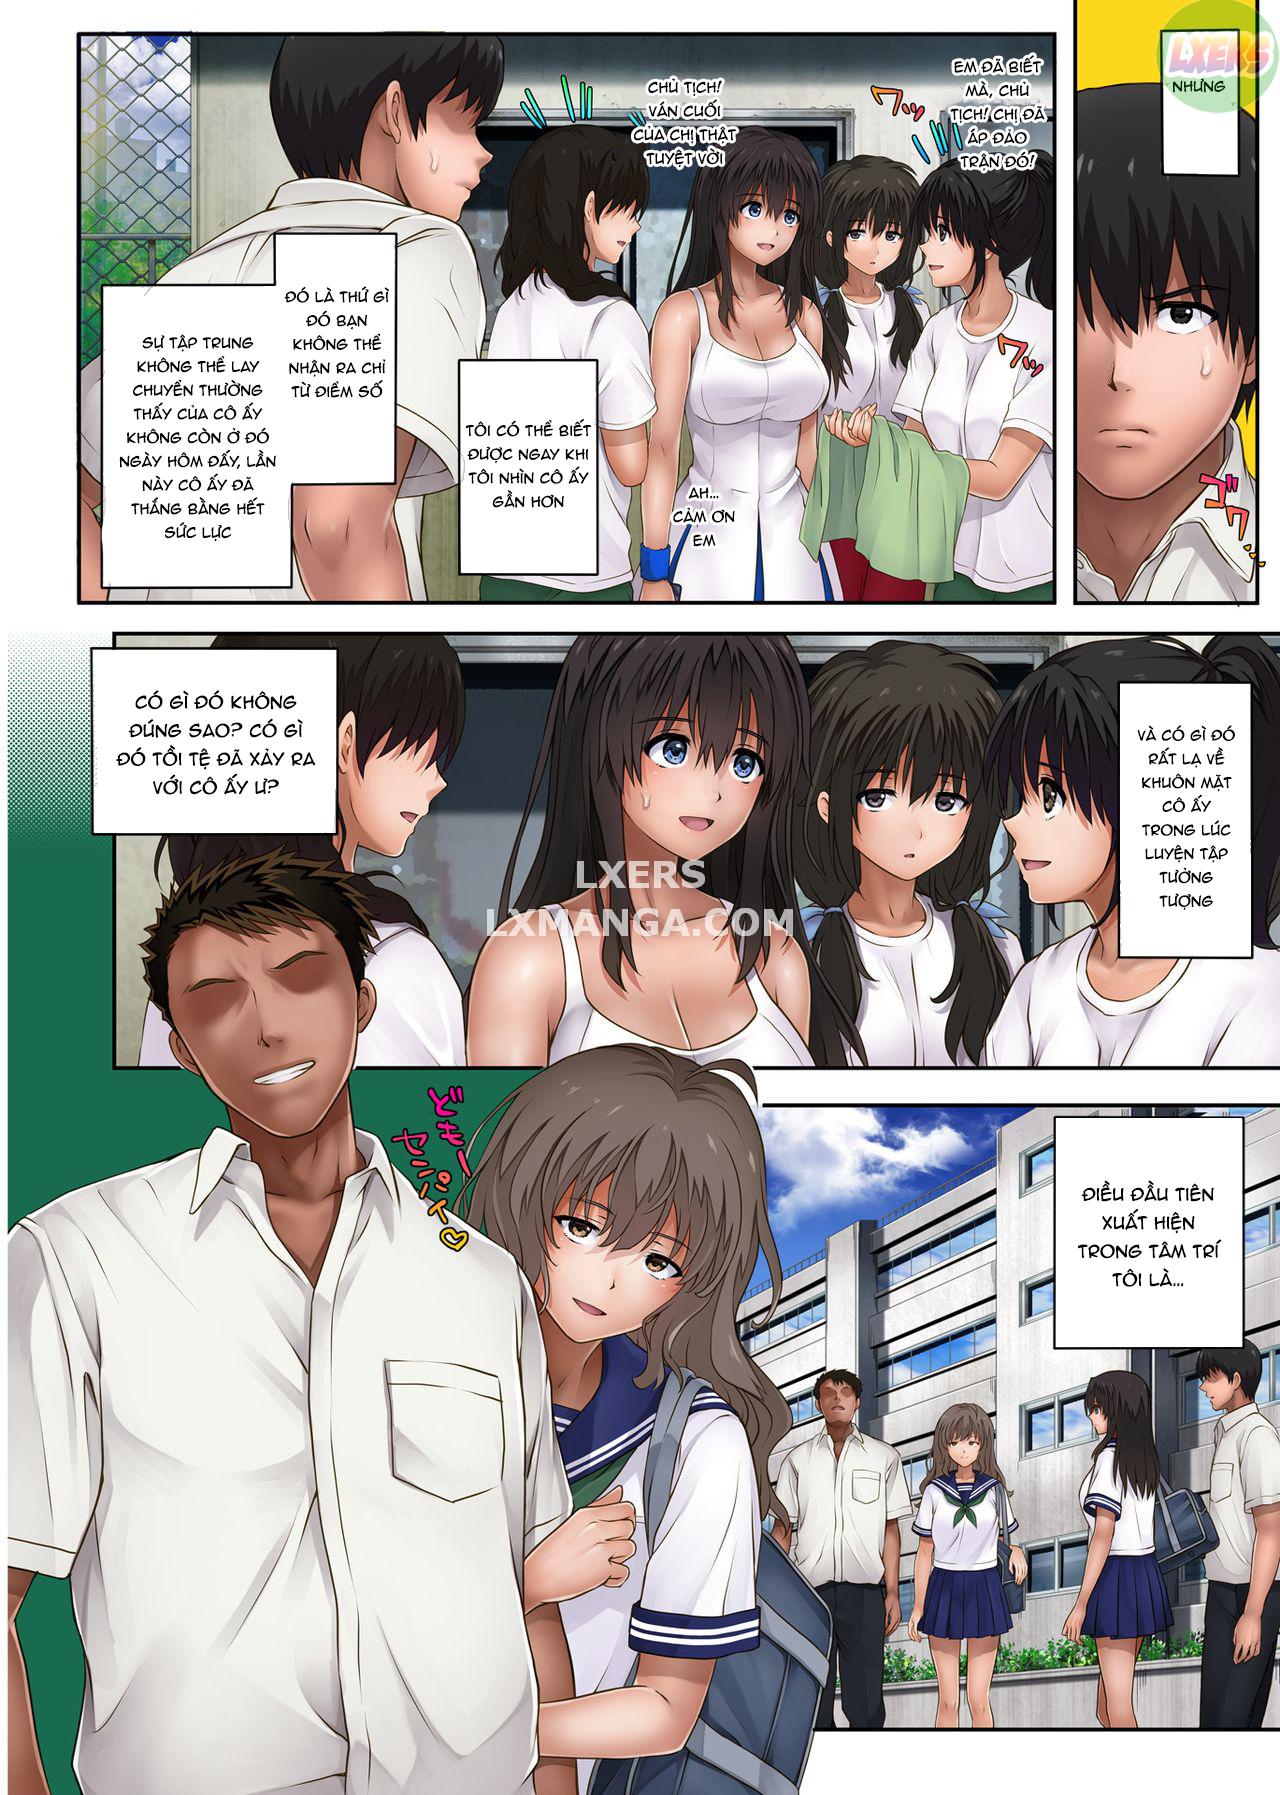 LXERS
NHƯNG
EM ĐÃ BIẾT
MÀ, CHỦ
TỊCH! CHỊ ĐÃ
ÁP ĐẢO
TRẬN ĐÓ!
CHỦ TỊCH!
VÁN CUỐI
CỦA CHỊ THẬT
TUYỆT VỜI
AH...
CẢM ƠN
EM
TÔI CÓ THỂ BIẾT
ĐƯỢC NGAY KHI
TÔI NHÌN CÔ ẤY
GẦN HƠN
ĐÓ LÀ THỨ GÌ
ĐÓ BẠN
KHÔNG THỂ
NHẬN RA CHỈ
TỪ ĐIỂM SỐ
SỰ TẬP TRUNG
KHÔNG THỂ LAY
CHUYỂN THƯỜNG
THẤY CỦA CÔ ẤY
KHÔNG CÒN Ở ĐÓ
NGÀY HÔM ĐẤY, LẦN
NÀY CÔ ẤY ĐÃ
THẮNG BẰNG HẾT
SỨC LỰC
VÀ CÓ GÌ ĐÓ
RẤT LẠ VỀ
KHUÔN MẶT
CÔ ẤY
TRONG LÚC
LUYỆN TẬP
TƯỞNG
TƯỢNG
CÓ GÌ ĐÓ KHÔNG
ĐÚNG SAO? CÓ GÌ
ĐÓ TỒI TỆ ĐÃ XẢY RA
VỚI CÔ ẤY Ư?
LXERS
LXMANGA.COM
ĐIỀU ĐẦU TIÊN
XUẤT HIỆN
TRONG TÂM TRÍ
TÔI LÀ...
どもー
センパーイ♡